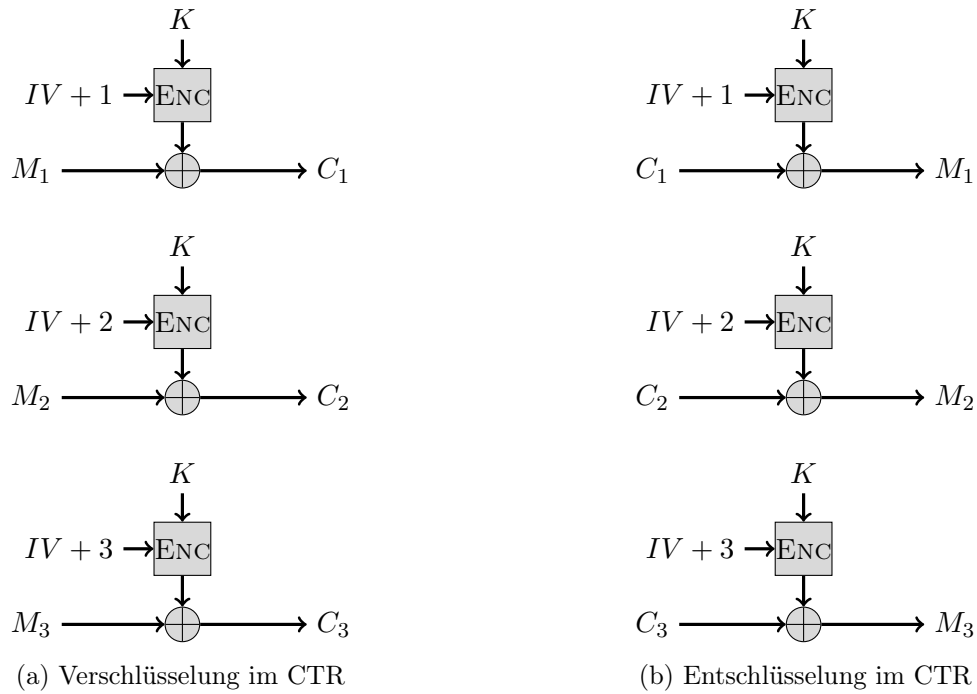 K K
IV + 1 ENC IV + 1 ENC
M1 C1 C1 M1
K K
IV + 2 ENC IV + 2 ENC
M2 C2 C2 M2
K K
IV + 3 ENC IV + 3 ENC
M3 C3 C3 M3
(a) Verschlüsselung im CTR (b) Entschlüsselung im CTR